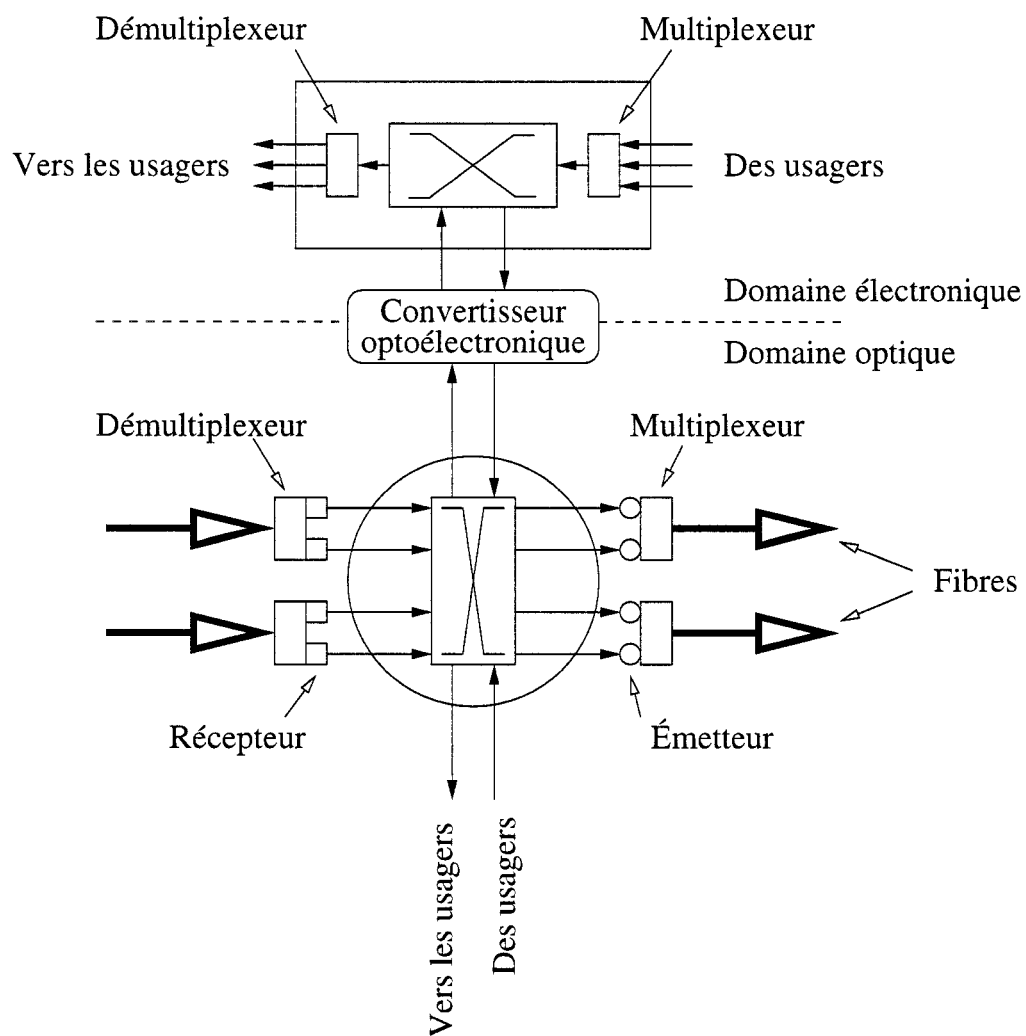 Démultiplexeur
Multiplexeur
Vers les usagers
Des usagers
Domaine électronique
Convertisseur
optoélectronique
Domaine optique
Démultiplexeur
Multiplexeur
Fibres
Récepteur
Émetteur
Vers les usagers
Des usagers